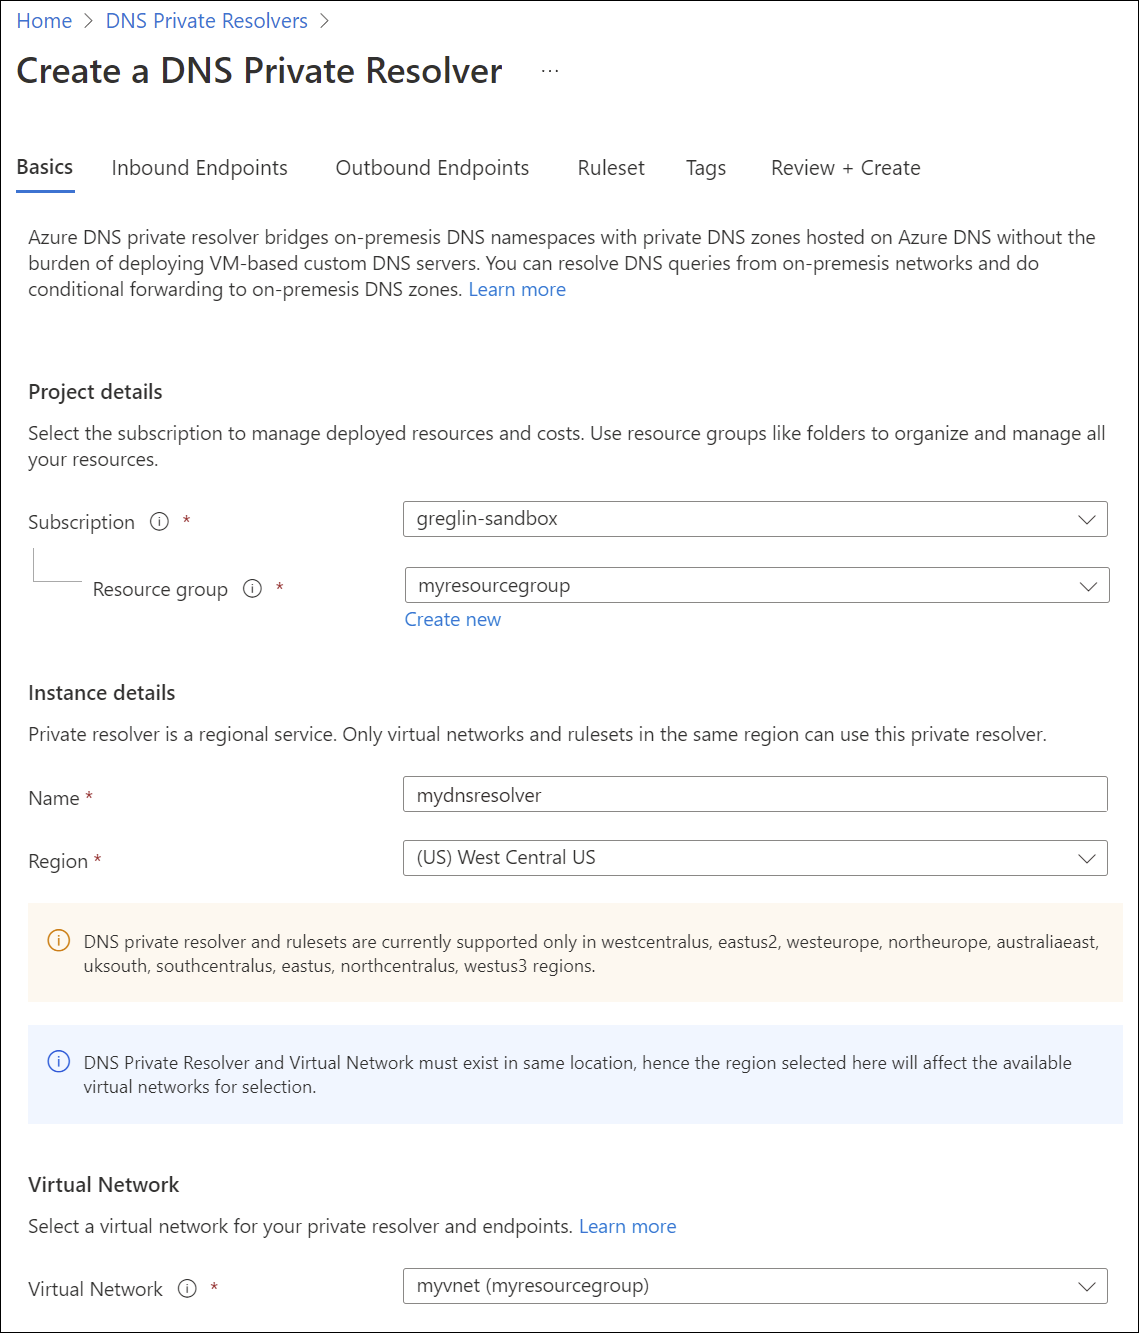 Home > DNS Private Resolvers >
Create a DNS Private Resolver ...
Basics Inbound Endpoints Outbound Endpoints Ruleset Tags Review + Create
Azure DNS private resolver bridges on-premesis DNS namespaces with private DNS zones hosted on Azure DNS without the
burden of deploying VM-based custom DNS servers. You can resolve DNS queries from on-premesis networks and do
conditional forwarding to on-premesis DNS zones. Learn more
Project details
Select the subscription to manage deployed resources and costs. Use resource groups like folders to organize and manage all
your resources.
Subscription * greglin-sandbox
Resource group * myresourcegroup
Create new
Instance details
Private resolver is a regional service. Only virtual networks and rulesets in the same region can use this private resolver.
Name * mydnsresolver
Region * (US) West Central US
DNS private resolver and rulesets are currently supported only in westcentralus, eastus2, westeurope, northeurope, australiaeast,
uksouth, southcentralus, eastus, northcentralus, westus3 regions.
DNS Private Resolver and Virtual Network must exist in same location, hence the region selected here will affect the available
virtual networks for selection.
Virtual Network
Select a virtual network for your private resolver and endpoints. Learn more
Virtual Network * myvnet (myresourcegroup)